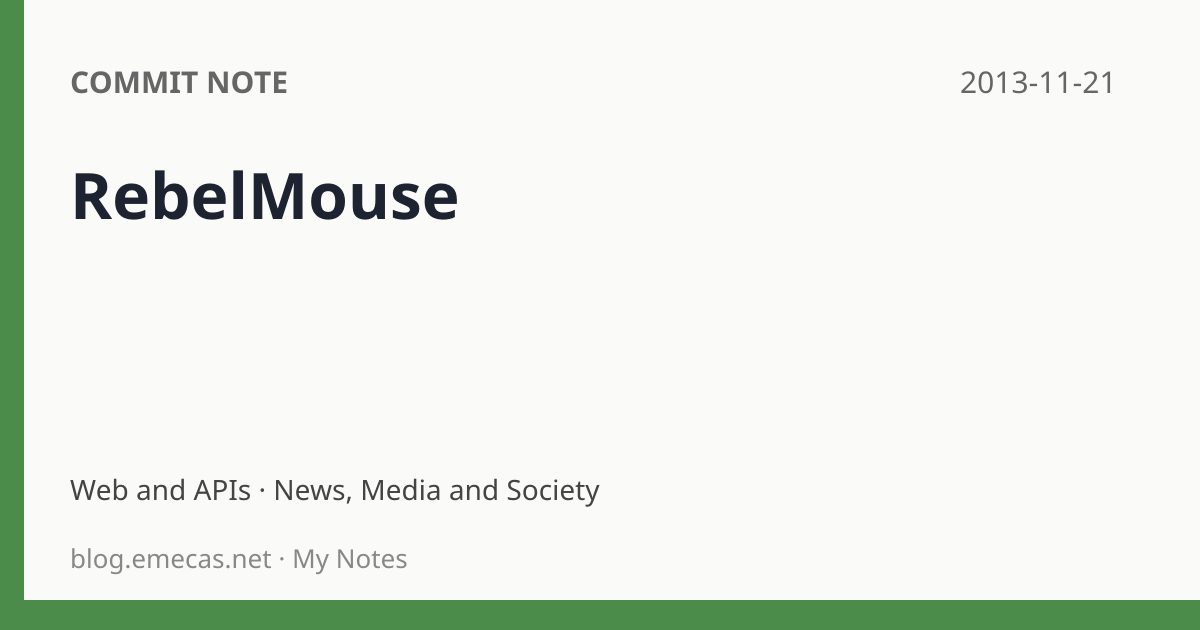 COMMIT NOTE
2013-11-21
RebelMouse
Web and APIs · News, Media and Society
blog.emecas.net · My Notes